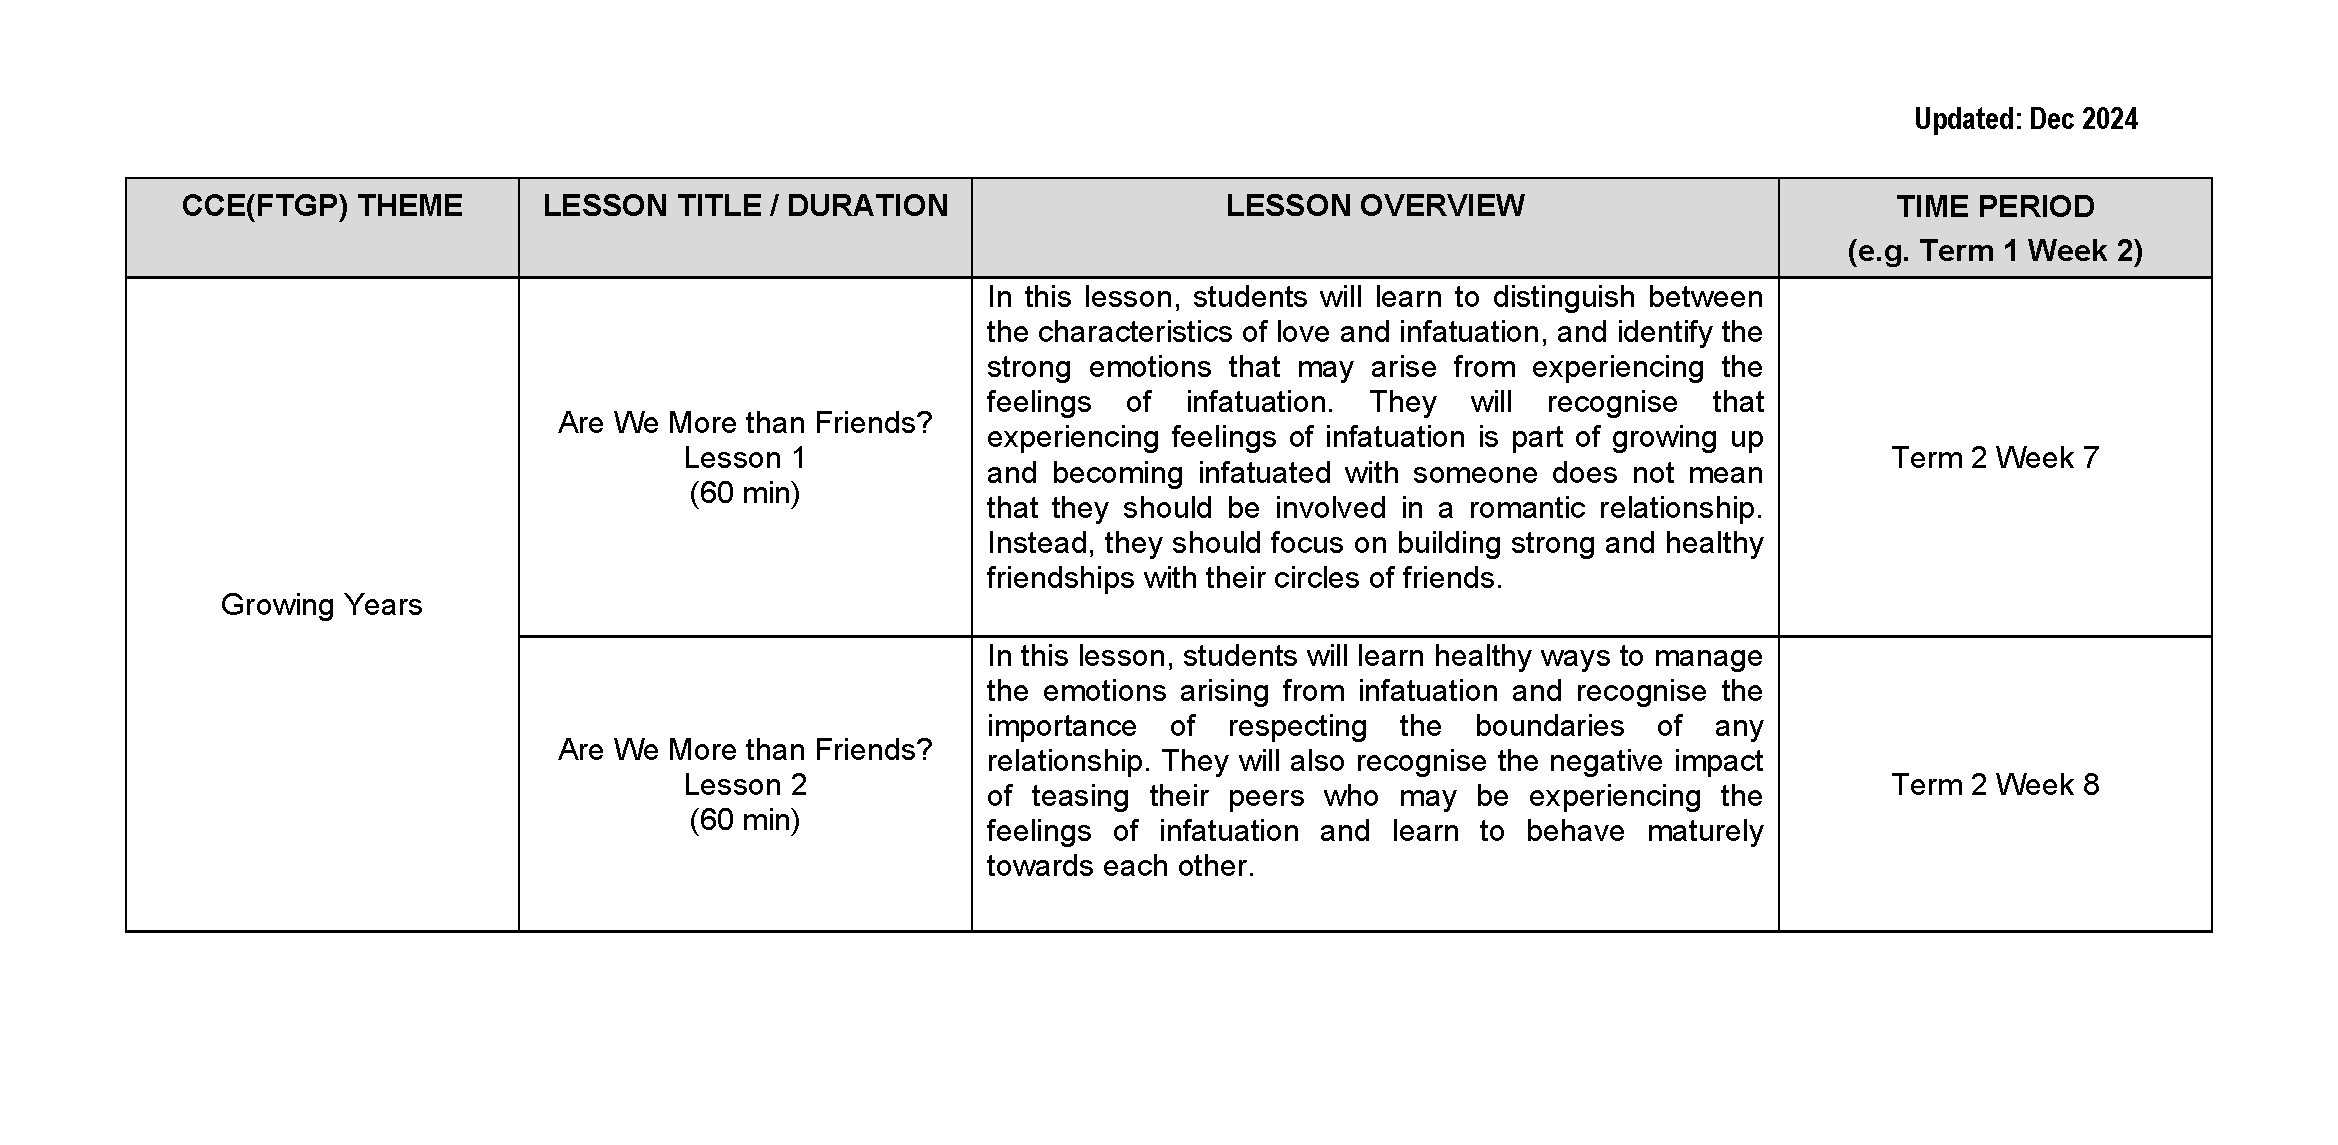 Updated: Dec 2024
CCE(FTGP) THEME
LESSON TITLE / DURATION
LESSON OVERVIEW
TIME PERIOD
(e.g. Term 1 Week 2)
Growing Years
Are We More than Friends?
Lesson 1
(60 min)
In this lesson, students will learn to distinguish between
the characteristics of love and infatuation, and identify the
strong emotions that may arise from experiencing the
feelings of infatuation. They will recognise that
experiencing feelings of infatuation is part of growing up
and becoming infatuated with someone does not mean
that they should be involved in a romantic relationship.
Instead, they should focus on building strong and healthy
friendships with their circles of friends.
Term 2 Week 7
Are We More than Friends?
Lesson 2
(60 min)
In this lesson, students will learn healthy ways to manage
the emotions arising from infatuation and recognise the
importance of respecting the boundaries of any
relationship. They will also recognise the negative impact
of teasing their peers who may be experiencing the
feelings of infatuation and learn to behave maturely
towards each other.
Term 2 Week 8